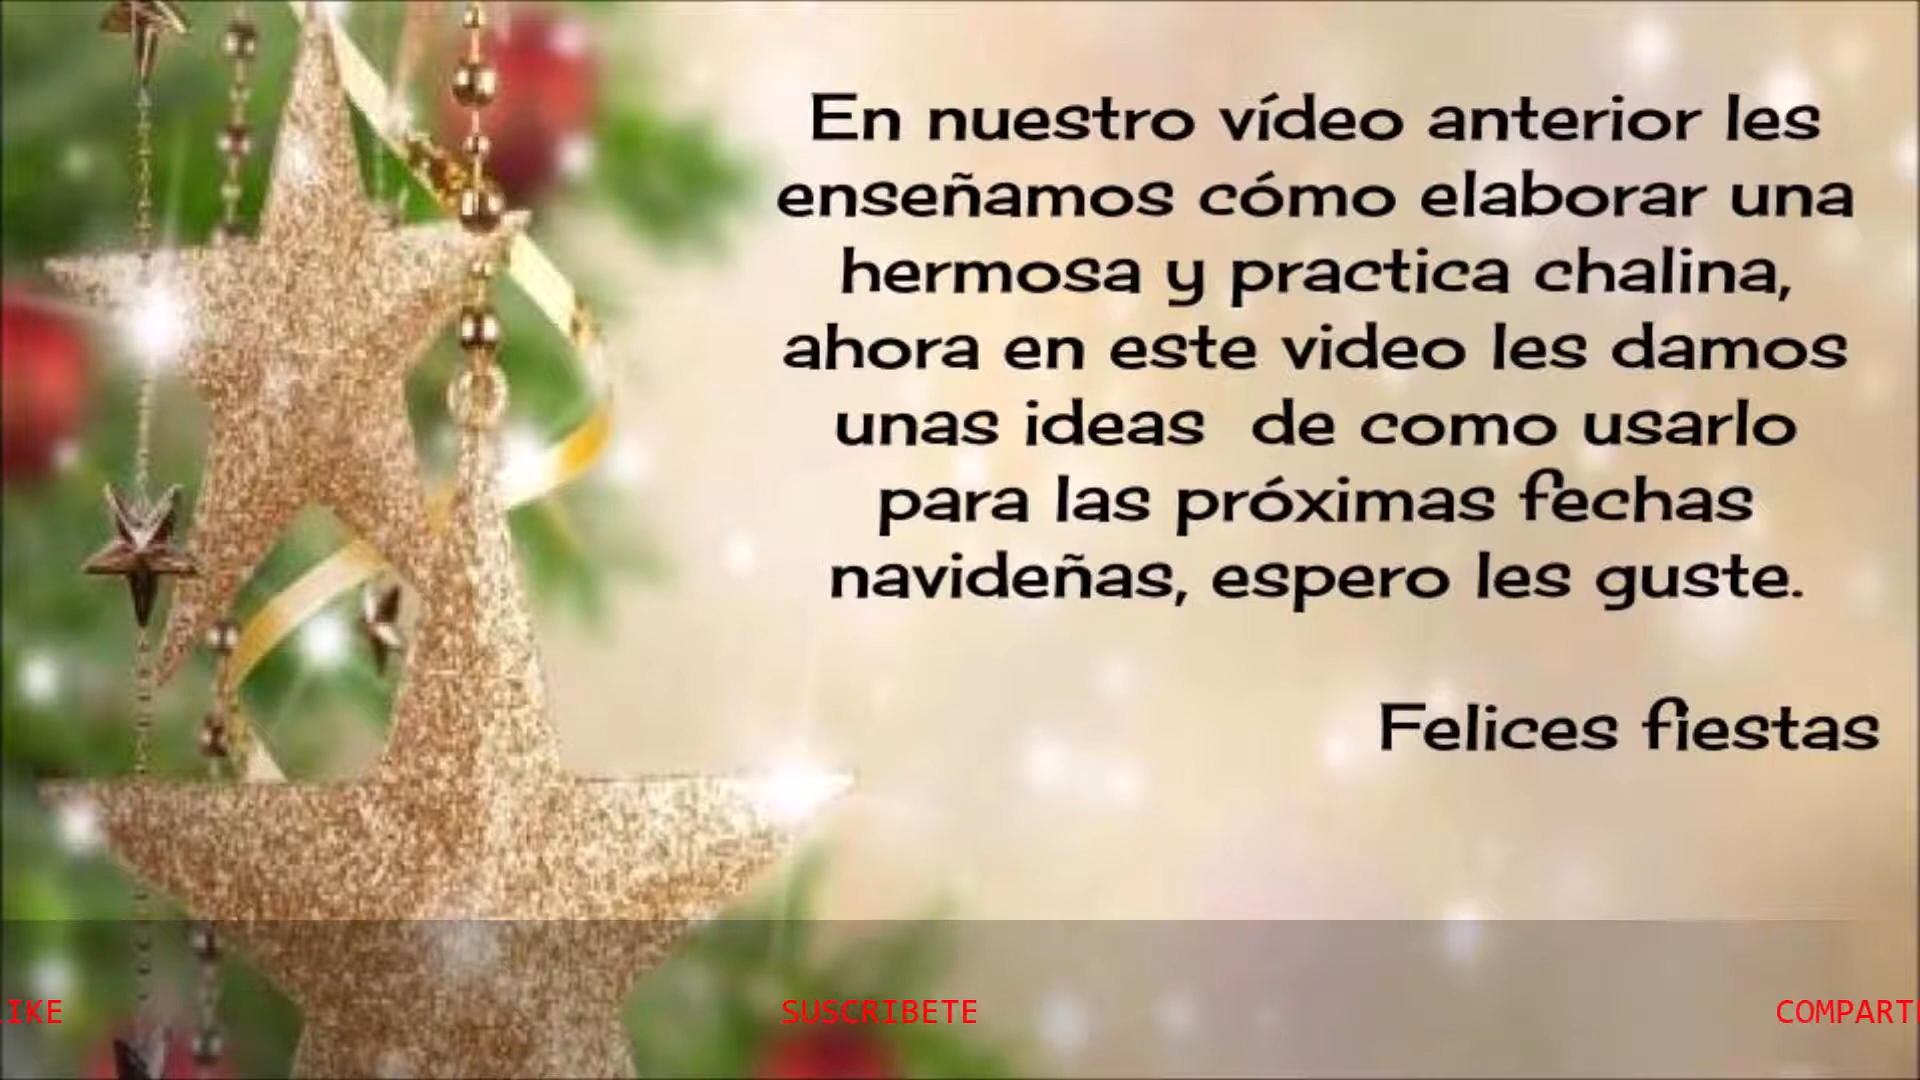 En nuestro vídeo anterior les
enseñamos cómo elaborar una
hermosa y practica chalina,
ahora en este video les damos
unas ideas  de como usarlo
para las próximas fechas
navideñas, espero les guste.
Felices fiestas
LIKE SUSCRIBETE COMPART